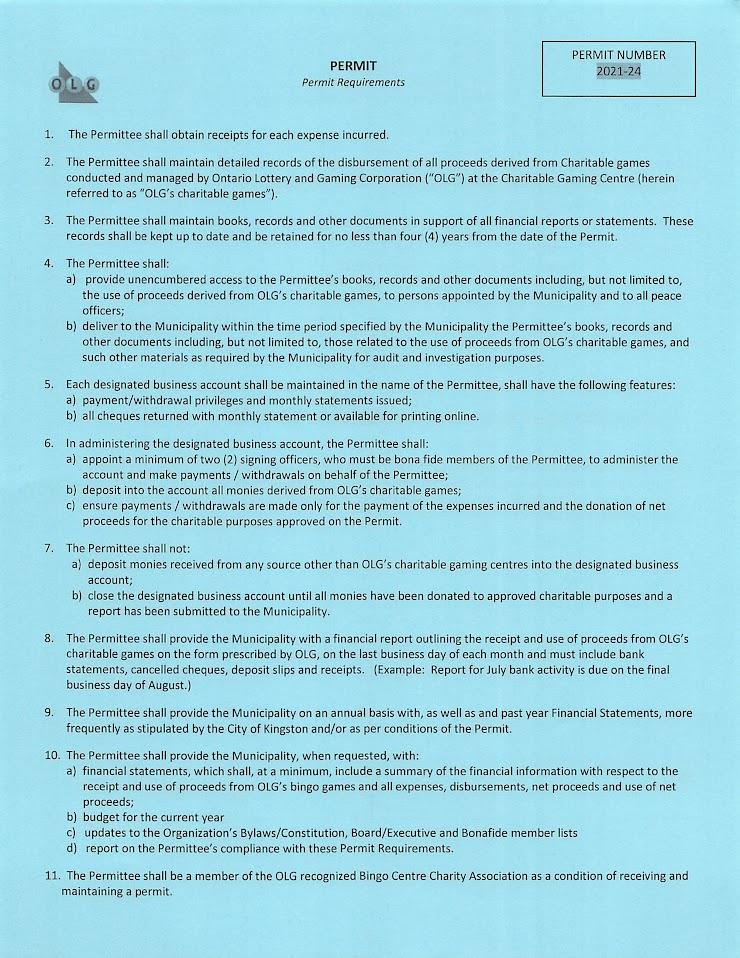 OLG
PERMIT
Permit Requirements
PERMIT NUMBER
2021-24
1. The Permittee shall obtain receipts for each expense incurred.
2. The Permittee shall maintain detailed records of the disbursement of all proceeds derived from Charitable games
conducted and managed by Ontario Lottery and Gaming Corporation ("OLG") at the Charitable Gaming Centre (herein
referred to as "OLG's charitable games").
3. The Permittee shall maintain books, records and other documents in support of all financial reports or statements. These
records shall be kept up to date and be retained for no less than four (4) years from the date of the Permit.
4. The Permittee shall:
a) provide unencumbered access to the Permittee's books, records and other documents including, but not limited to,
the use of proceeds derived from OLG's charitable games, to persons appointed by the Municipality and to all peace
officers;
b) deliver to the Municipality within the time period specified by the Municipality the Permittee's books, records and
other documents including, but not limited to, those related to the use of proceeds from OLG's charitable games, and
such other materials as required by the Municipality for audit and investigation purposes.
5. Each designated business account shall be maintained in the name of the Permittee, shall have the following features:
a) payment/withdrawal privileges and monthly statements issued;
b) all cheques returned with monthly statement or available for printing online.
6. In administering the designated business account, the Permittee shall:
a) appoint a minimum of two (2) signing officers, who must be bona fide members of the Permittee, to administer the
account and make payments / withdrawals on behalf of the Permittee;
b) deposit into the account all monies derived from OLG's charitable games;
c) ensure payments / withdrawals are made only for the payment of the expenses incurred and the donation of net
proceeds for the charitable purposes approved on the Permit.
7. The Permittee shall not:
a) deposit monies received from any source other than OLG's charitable gaming centres into the designated business
account;
b) close the designated business account until all monies have been donated to approved charitable purposes and a
report has been submitted to the Municipality.
8. The Permittee shall provide the Municipality with a financial report outlining the receipt and use of proceeds from OLG's
charitable games on the form prescribed by OLG, on the last business day of each month and must include bank
statements, cancelled cheques, deposit slips and receipts. (Example: Report for July bank activity is due on the final
business day of August.)
9. The Permittee shall provide the Municipality on an annual basis with, as well as and past year Financial Statements, more
frequently as stipulated by the City of Kingston and/or as per conditions of the Permit.
10. The Permittee shall provide the Municipality, when requested, with:
a) financial statements, which shall, at a minimum, include a summary of the financial information with respect to the
receipt and use of proceeds from OLG's bingo games and all expenses, disbursements, net proceeds and use of net
proceeds;
b) budget for the current year
c) updates to the Organization's Bylaws/Constitution, Board/Executive and Bonafide member lists
d) report on the Permittee's compliance with these Permit Requirements.
11. The Permittee shall be a member of the OLG recognized Bingo Centre Charity Association as a condition of receiving and
maintaining a permit.